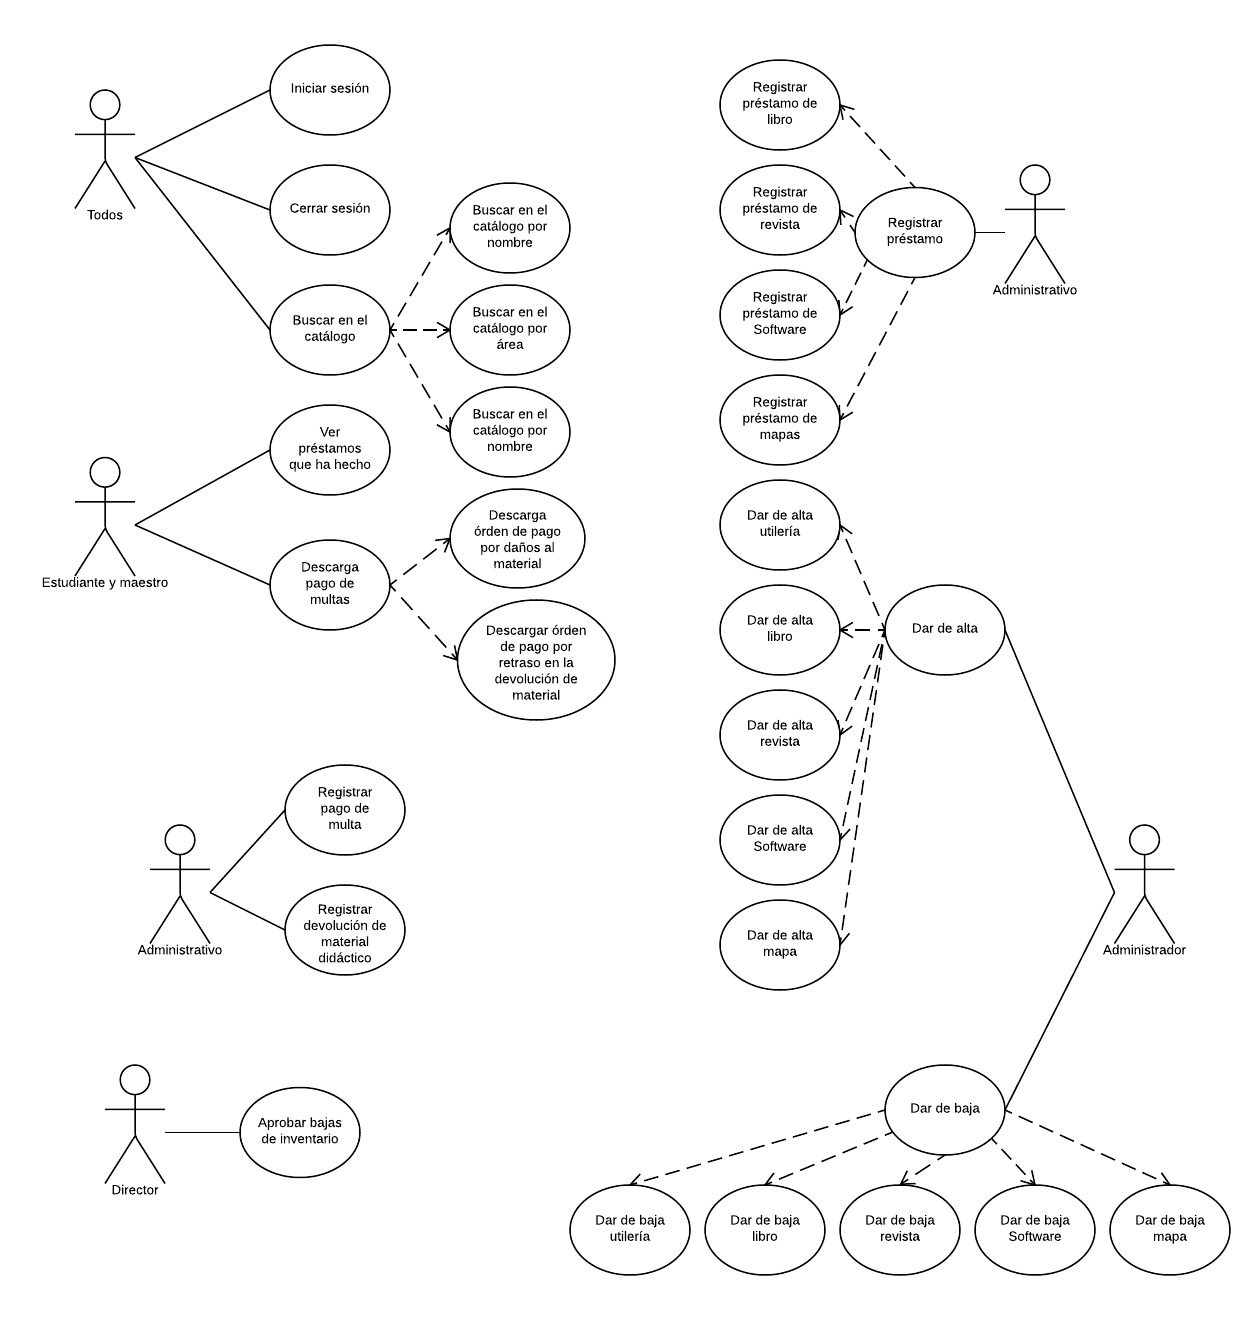 Iniciar sesión
Todos
Cerrar sesión
Buscar en el
catálogo
Buscar en el
catálogo por
nombre
Buscar en el
catálogo por
área
Buscar en el
catálogo por
nombre
Ver
préstamos
que ha hecho
Estudiante y maestro
Descarga
pago de
multas
Descarga
órden de pago
por daños al
material
Descargar órden
de pago por
retraso en la
devolución de
material
Registrar
pago de
multa
Administrativo
Registrar
devolución de
material
didáctico
Director
Aprobar bajas
de inventario
Registrar
préstamo de
libro
Registrar
préstamo de
revista
Registrar
préstamo de
Software
Registrar
préstamo de
mapas
Registrar
préstamo
Administrativo
Dar de alta
utilería
Dar de alta
libro
Dar de alta
revista
Dar de alta
Software
Dar de alta
mapa
Dar de alta
Administrador
Dar de baja
Dar de baja
utilería
Dar de baja
libro
Dar de baja
revista
Dar de baja
Software
Dar de baja
mapa